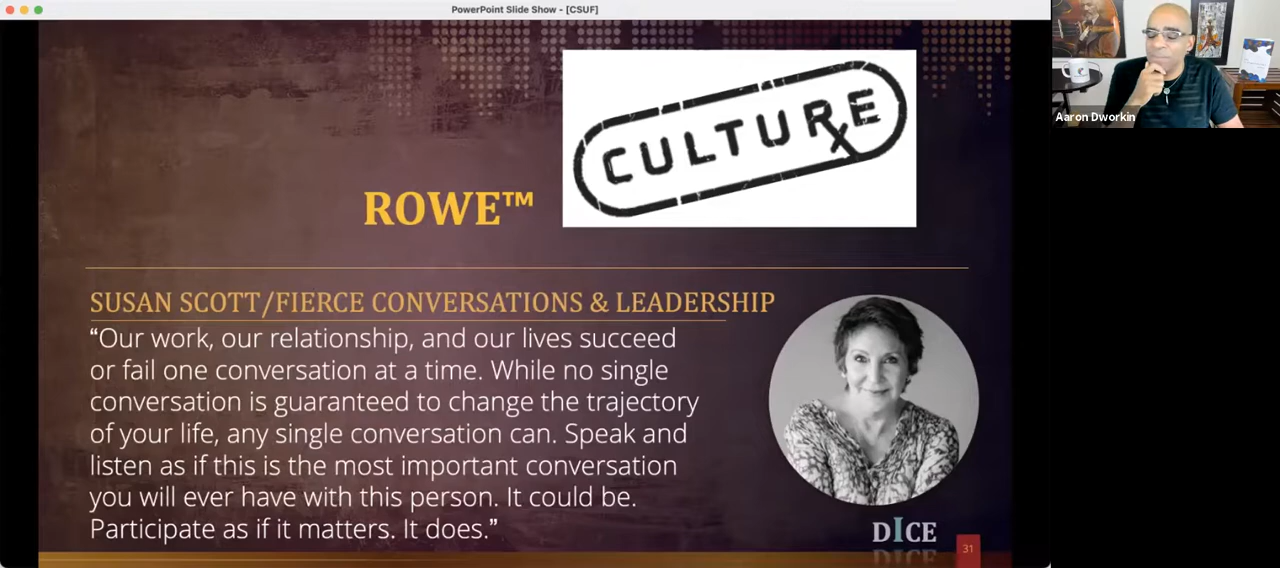 PowerPoint Slide Show - [CSUF]
CULTURE
x
ROWE™
SUSAN SCOTT/FIERCE CONVERSATIONS & LEADERSHIP
“Our work, our relationship, and our lives succeed
or fail one conversation at a time. While no single
conversation is guaranteed to change the trajectory
of your life, any single conversation can. Speak and
listen as if this is the most important conversation
you will ever have with this person. It could be.
Participate as if it matters. It does.”
DICE
31
Aaron Dworkin